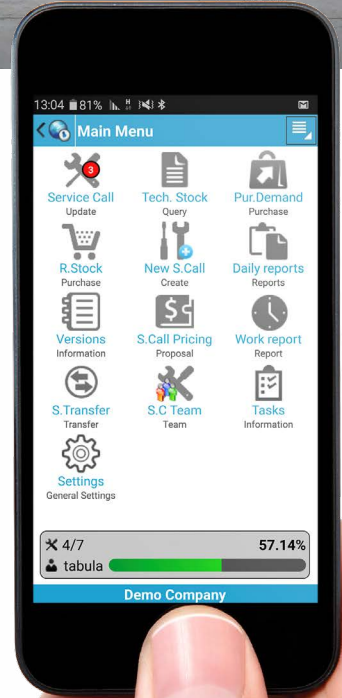 13:04 81% H
Main Menu
3
Service Call Tech. Stock Pur.Demand
Update Query Purchase
R.Stock New S.Call Daily reports
Purchase Create Reports
Versions S.Call Pricing Work report
Information Proposal Report
S.Transfer S.C Team Tasks
Transfer Team Information
Settings
General Settings
4/7 57.14%
tabula
Demo Company